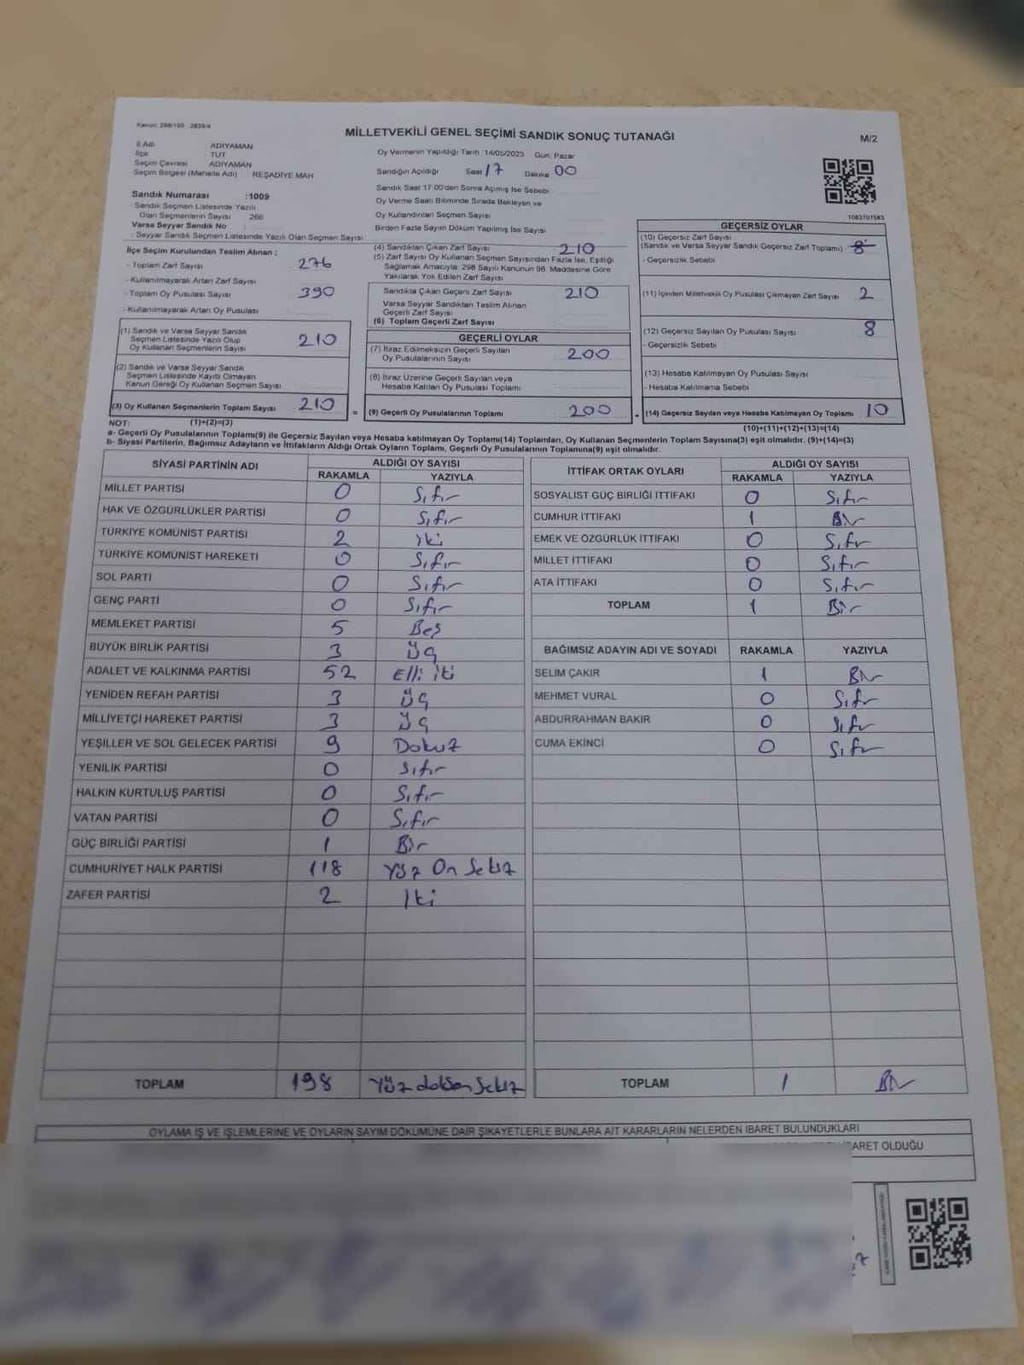 Kanun: 298/105 2839/4
MİLLETVEKİLİ GENEL SEÇİMİ SANDIK SONUÇ TUTANAĞI
M/2
İl Adı : ADIYAMAN
İlçe : TUT
Seçim Çevresi : ADIYAMAN
Seçim Bölgesi (Mahalle Adı) : REŞADİYE MAH
Sandık Numarası :1009
- Sandık Seçmen Listesinde Yazılı
Olan Seçmenlerin Sayısı 266
Varsa Seyyar Sandık No :
- Seyyar Sandık Seçmen Listesinde Yazılı Olan Seçmen Sayısı
İlçe Seçim Kurulundan Teslim Alınan ;
- Toplam Zarf Sayısı 276
- Kullanılmayarak Artan Zarf Sayısı
- Toplam Oy Pusulası Sayısı 390
- Kullanılmayarak Artan Oy Pusulası
(1) Sandık ve Varsa Seyyar Sandık
Seçmen Listesinde Yazılı Olup
Oy Kullanan Seçmenlerin Sayısı 210
(2) Sandık ve Varsa Seyyar Sandık
Seçmen Listesinde Kayıtlı Olmayan
Kanun Gereği Oy Kullanan Seçmen Sayısı
(3) Oy Kullanan Seçmenlerin Toplam Sayısı 210
Oy Vermenin Yapıldığı Tarih :14/05/2023 Gün: Pazar
Sandığın Açıldığı Saat 17 Dakika 00
Sandık Saat 17:00'den Sonra Açılmış İse Sebebi
Oy Verme Saati Bitiminde Sırada Bekleyen ve
Oy Kullandırılan Seçmen Sayısı
Birden Fazla Sayım Döküm Yapılmış İse Sayısı
(4) Sandıktan Çıkan Zarf Sayısı 210
(5) Zarf Sayısı Oy Kullanan Seçmen Sayısından Fazla İse, Eşitliği
Sağlamak Amacıyla; 298 Sayılı Kanunun 98. Maddesine Göre
Yakılarak Yok Edilen Zarf Sayısı
Sandıkta Çıkan Geçerli Zarf Sayısı 210
Varsa Seyyar Sandıktan Teslim Alınan
Geçerli Zarf Sayısı
(6) Toplam Geçerli Zarf Sayısı
GEÇERLİ OYLAR
(7) İtiraz Edilmeksizin Geçerli Sayılan
Oy Pusulalarının Sayısı 200
(8) İtiraz Üzerine Geçerli Sayılan veya
Hesaba Katılan Oy Pusulası Toplamı
(9) Geçerli Oy Pusulalarının Toplamı 200
1082701583
GEÇERSİZ OYLAR
(10) Geçersiz Zarf Sayısı
(Sandık ve Varsa Seyyar Sandık Geçersiz Zarf Toplamı) 8
- Geçersizlik Sebebi
(11) İçinden Milletvekili Oy Pusulası Çıkmayan Zarf Sayısı 2
(12) Geçersiz Sayılan Oy Pusulası Sayısı 8
- Geçersizlik Sebebi
(13) Hesaba Katılmayan Oy Pusulası Sayısı
- Hesaba Katılmama Sebebi
(14) Geçersiz Sayılan veya Hesaba Katılmayan Oy Toplamı 10
NOT: (1)+(2)=(3) (10)+(11)+(12)+(13)=(14)
a- Geçerli Oy Pusulalarının Toplamı(9) ile Geçersiz Sayılan veya Hesaba katılmayan Oy Toplamı(14) Toplamları, Oy Kullanan Seçmenlerin Toplam Sayısına(3) eşit olmalıdır. (9)+(14)=(3)
b- Siyasi Partilerin, Bağımsız Adayların ve İttifakların Aldığı Ortak Oyların Toplamı, Geçerli Oy Pusulalarının Toplamına(9) eşit olmalıdır.
SİYASİ PARTİNİN ADI ALDIĞI OY SAYISI
RAKAMLA YAZIYLA
MİLLET PARTİSİ 0 Sıfır
HAK VE ÖZGÜRLÜKLER PARTİSİ 0 Sıfır
TÜRKİYE KOMÜNİST PARTİSİ 2 iki
TÜRKİYE KOMÜNİST HAREKETİ 0 Sıfır
SOL PARTİ 0 Sıfır
GENÇ PARTİ 0 Sıfır
MEMLEKET PARTİSİ 5 Beş
BÜYÜK BİRLİK PARTİSİ 3 Üç
ADALET VE KALKINMA PARTİSİ 52 Elli iki
YENİDEN REFAH PARTİSİ 3 Üç
MİLLİYETÇİ HAREKET PARTİSİ 3 Üç
YEŞİLLER VE SOL GELECEK PARTİSİ 9 Dokuz
YENİLİK PARTİSİ 0 Sıfır
HALKIN KURTULUŞ PARTİSİ 0 Sıfır
VATAN PARTİSİ 0 Sıfır
GÜÇ BİRLİĞİ PARTİSİ 1 Bir
CUMHURİYET HALK PARTİSİ 118 Yüz On Sekiz
ZAFER PARTİSİ 2 İki
TOPLAM 198 Yüz doksan Sekiz
İTTİFAK ORTAK OYLARI ALDIĞI OY SAYISI
RAKAMLA YAZIYLA
SOSYALİST GÜÇ BİRLİĞİ İTTİFAKI 0 Sıfır
CUMHUR İTTİFAKI 1 Bir
EMEK VE ÖZGÜRLÜK İTTİFAKI 0 Sıfır
MİLLET İTTİFAKI 0 Sıfır
ATA İTTİFAKI 0 Sıfır
TOPLAM 1 Bir
BAĞIMSIZ ADAYIN ADI VE SOYADI RAKAMLA YAZIYLA
SELİM ÇAKIR 1 Bir
MEHMET VURAL 0 Sıfır
ABDURRAHMAN BAKIR 0 Sıfır
CUMA EKİNCİ 0 Sıfır
TOPLAM 1 Bir
OYLAMA İŞ VE İŞLEMLERİNE VE OYLARIN SAYIM DÖKÜMÜNE DAİR ŞİKAYETLERLE BUNLARA AİT KARARLARIN NELERDEN İBARET BULUNDUKLARI
OLDUĞU